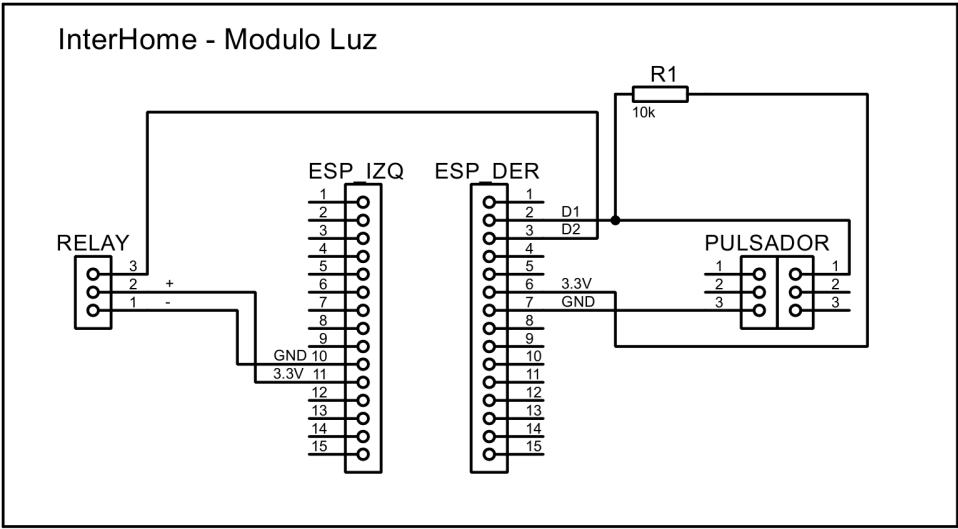 InterHome - Modulo Luz
R1
10k
ESP_IZQ
ESP_DER
RELAY
PULSADOR
3
2 +
1 -
1
2
3
4
5
6
7
8
9
GND 10
3.3V 11
12
13
14
15
1
2 D1
3 D2
4
5
6 3.3V
7 GND
8
9
10
11
12
13
14
15
1
2
3
1
2
3